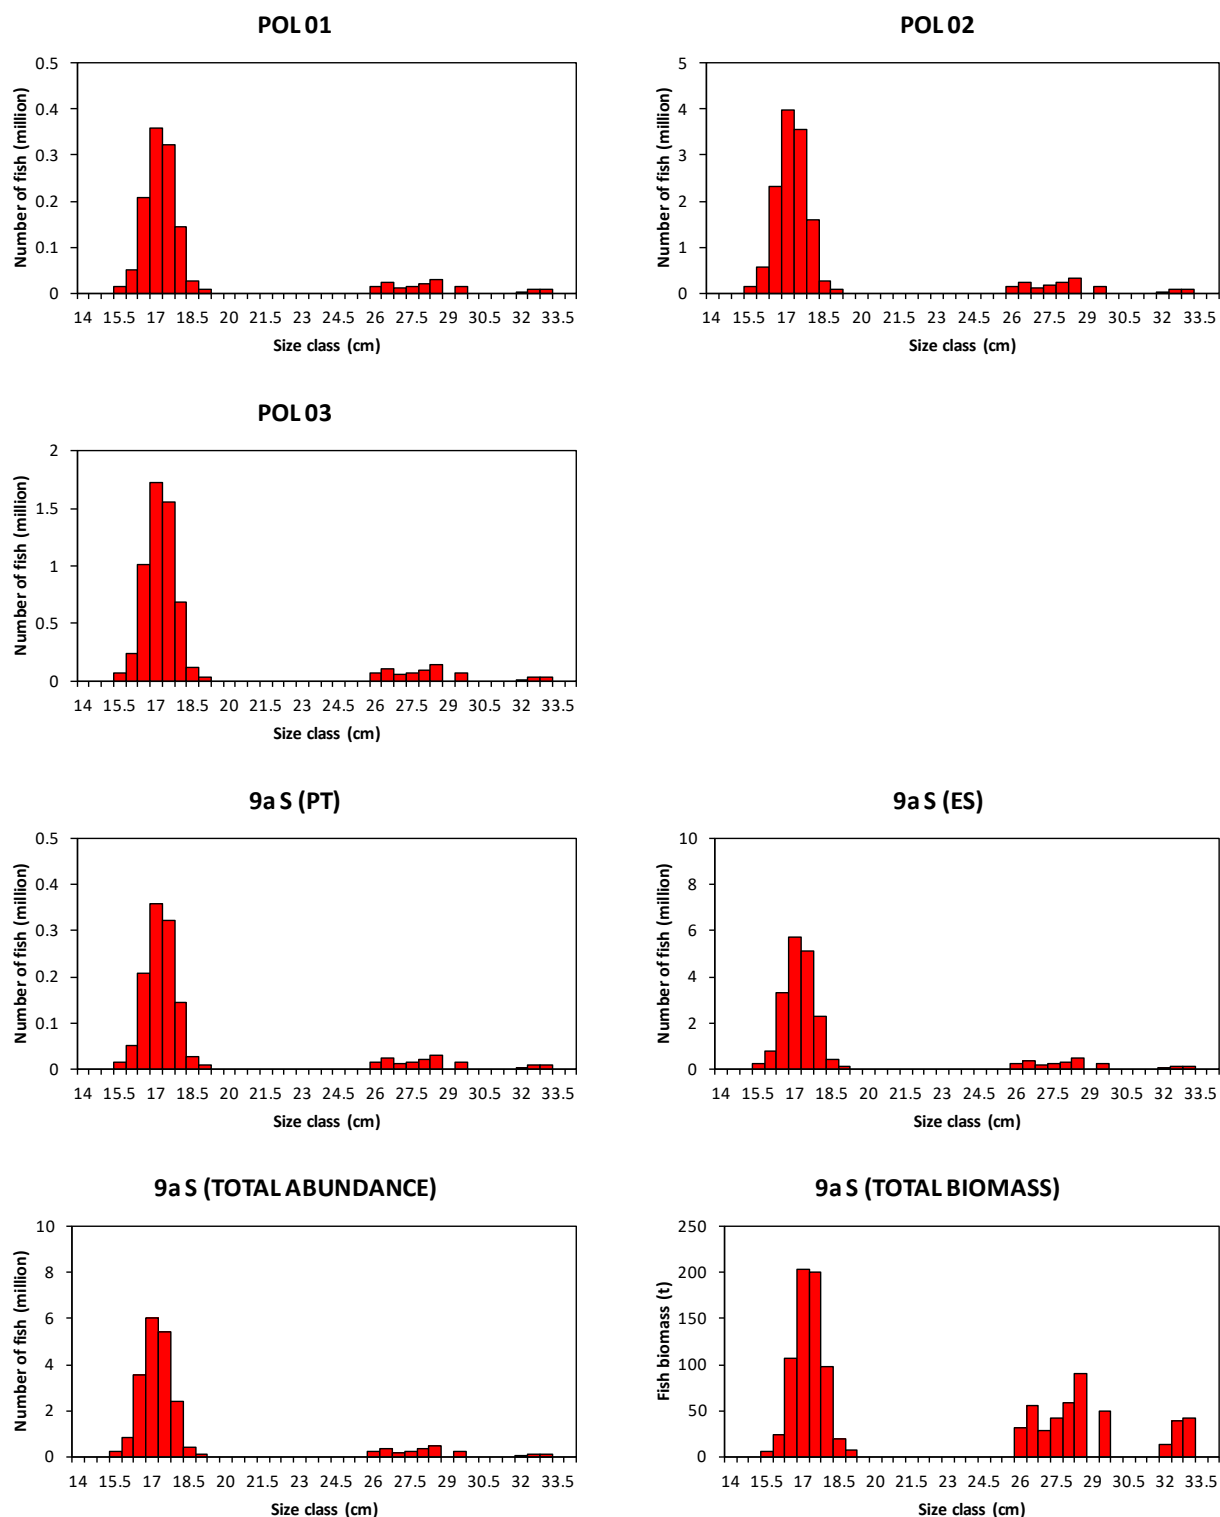 POL 01
0.5
0.4
0.3
0.2
0.1
0
Number of fish (million)
14 15.5 17 18.5 20 21.5 23 24.5 26 27.5 29 30.5 32 33.5
Size class (cm)
POL 02
5
4
3
2
1
0
Number of fish (million)
14 15.5 17 18.5 20 21.5 23 24.5 26 27.5 29 30.5 32 33.5
Size class (cm)
POL 03
2
1.5
1
0.5
0
Number of fish (million)
14 15.5 17 18.5 20 21.5 23 24.5 26 27.5 29 30.5 32 33.5
Size class (cm)
9a S (PT)
0.5
0.4
0.3
0.2
0.1
0
Number of fish (million)
14 15.5 17 18.5 20 21.5 23 24.5 26 27.5 29 30.5 32 33.5
Size class (cm)
9a S (ES)
10
8
6
4
2
0
Number of fish (million)
14 15.5 17 18.5 20 21.5 23 24.5 26 27.5 29 30.5 32 33.5
Size class (cm)
9a S (TOTAL ABUNDANCE)
10
8
6
4
2
0
Number of fish (million)
14 15.5 17 18.5 20 21.5 23 24.5 26 27.5 29 30.5 32 33.5
Size class (cm)
9a S (TOTAL BIOMASS)
250
200
150
100
50
0
Fish biomass (t)
14 15.5 17 18.5 20 21.5 23 24.5 26 27.5 29 30.5 32 33.5
Size class (cm)